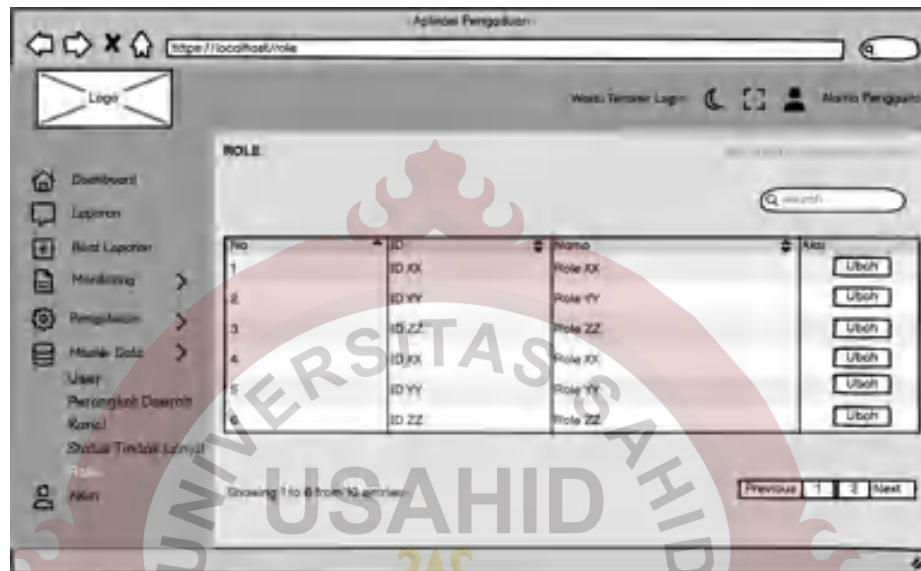 Aplikasi Pengaduan
https://localhost/role
Logo
Waktu Terakhir Login
Nama Pengguna
ROLE
Dashboard
Laporan
Buat Laporan
Monitoring
Pengaturan
Master Data
User
Perangkat Daerah
Kanal
Status Tindak Lanjut
Role
Akun
search
No ID Nama Aksi
1 ID XX Role XX Ubah
2 ID YY Role YY Ubah
3 ID ZZ Role ZZ Ubah
4 ID XX Role XX Ubah
5 ID YY Role YY Ubah
6 ID ZZ Role ZZ Ubah
Showing 1 to 6 from 10 entries
Previous 1 2 Next
UNIVERSITAS SAHID
USAHID